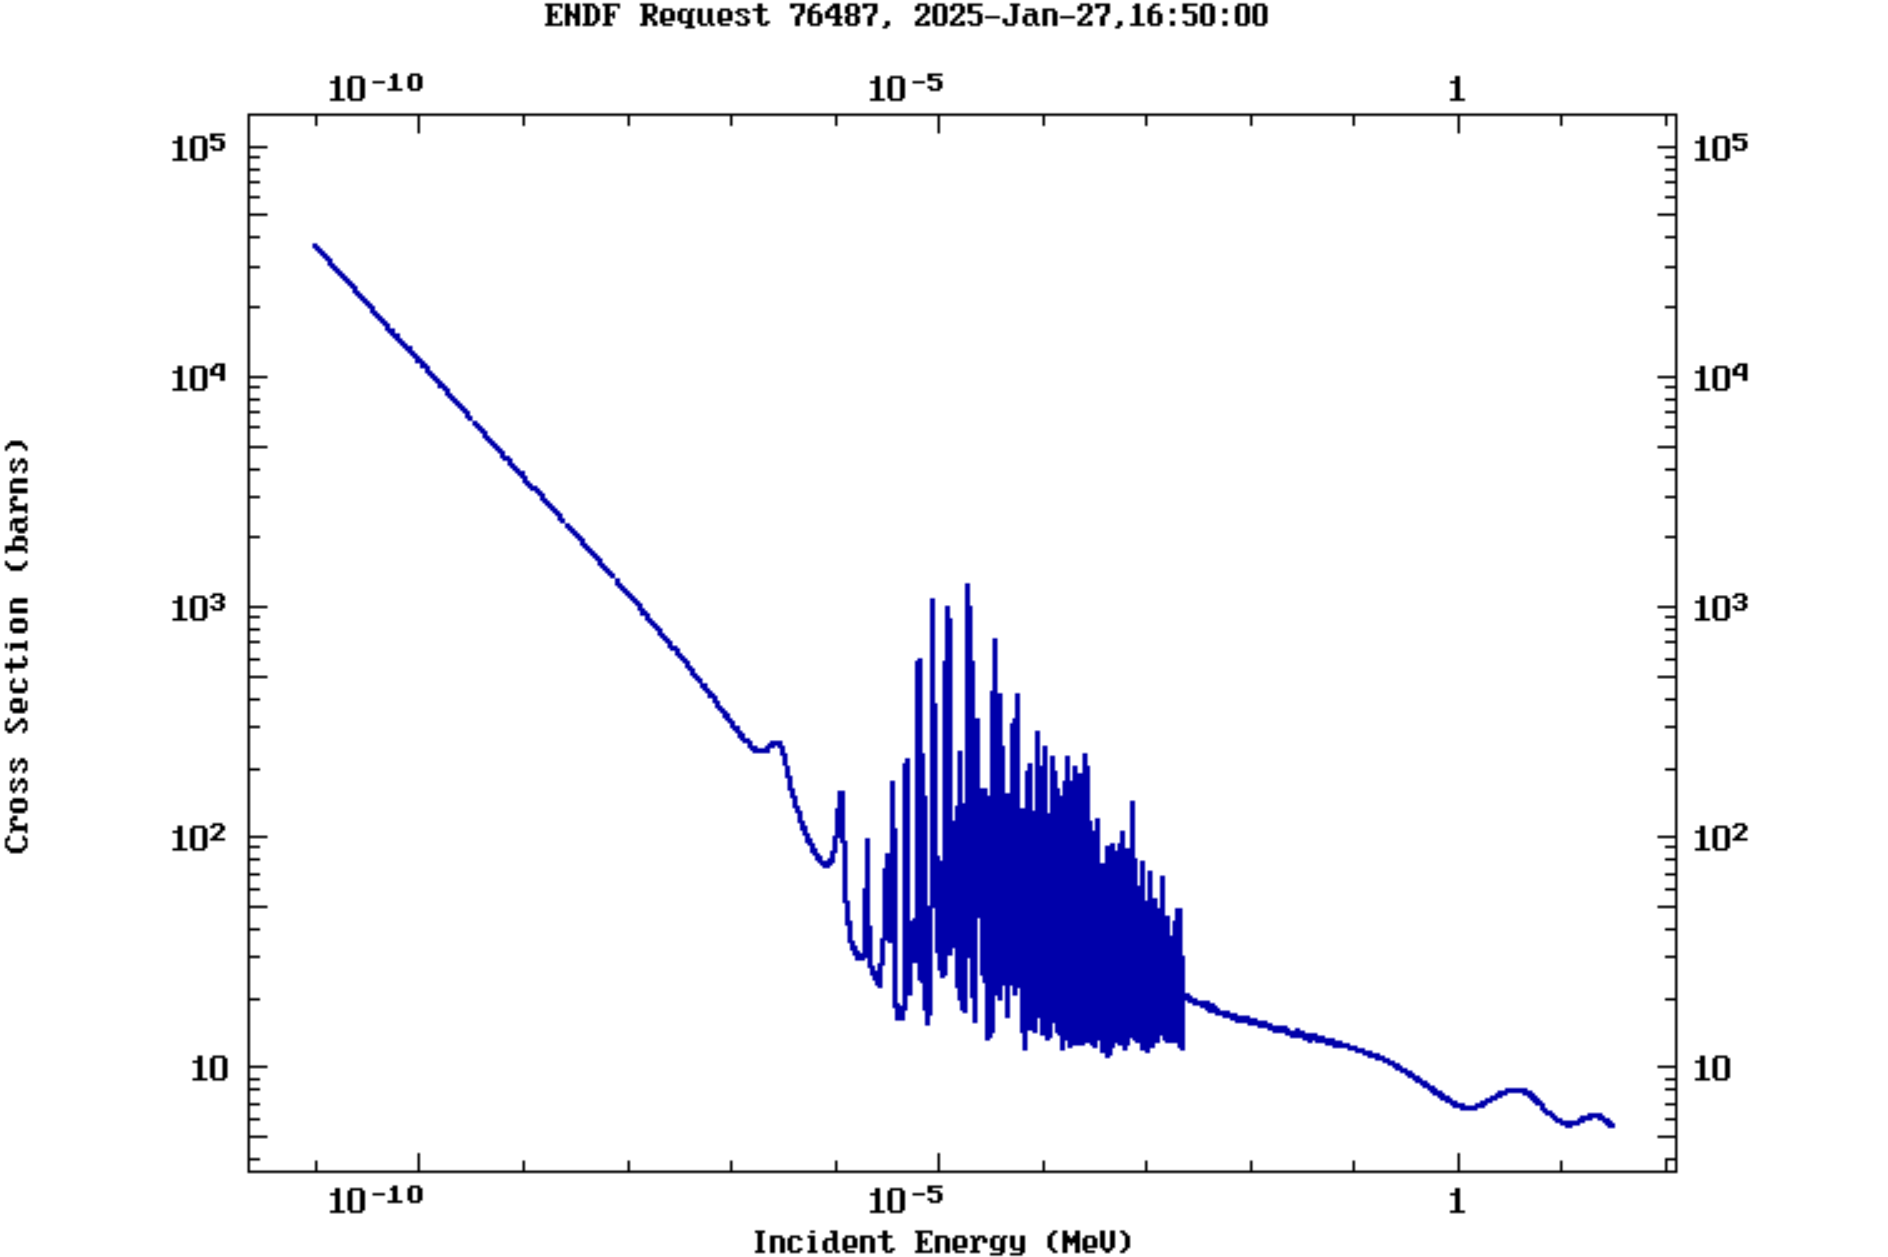 ENDF Request 76487, 2025-Jan-27,16:50:00
10⁻¹⁰ 10⁻⁵ 1
10⁵ 10⁵
10⁴ 10⁴
10³ 10³
10² 10²
10 10
Cross Section (barns)
10⁻¹⁰ 10⁻⁵ 1
Incident Energy (MeV)